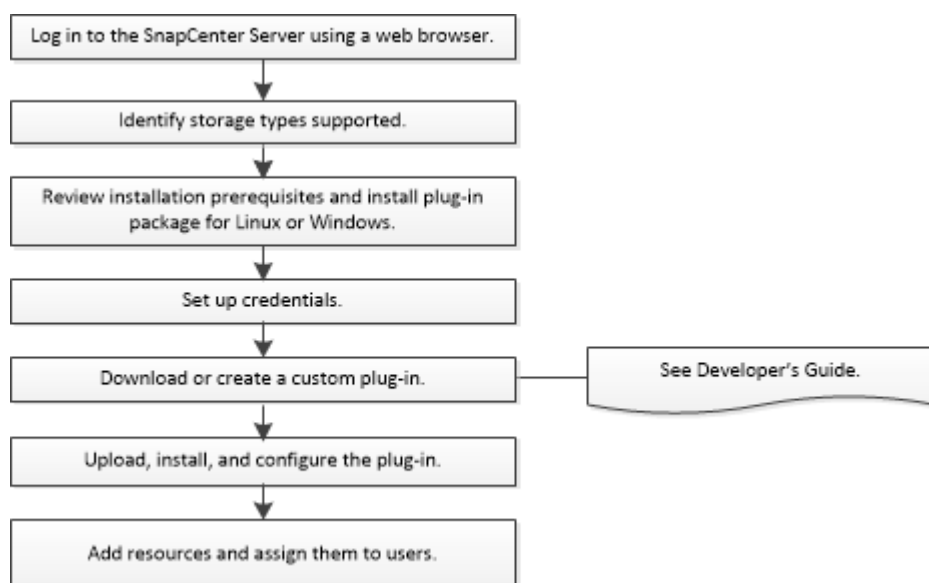 Log in to the SnapCenter Server using a web browser.
Identify storage types supported.
Review installation prerequisites and install plug-in
package for Linux or Windows.
Set up credentials.
Download or create a custom plug-in.
See Developer's Guide.
Upload, install, and configure the plug-in.
Add resources and assign them to users.